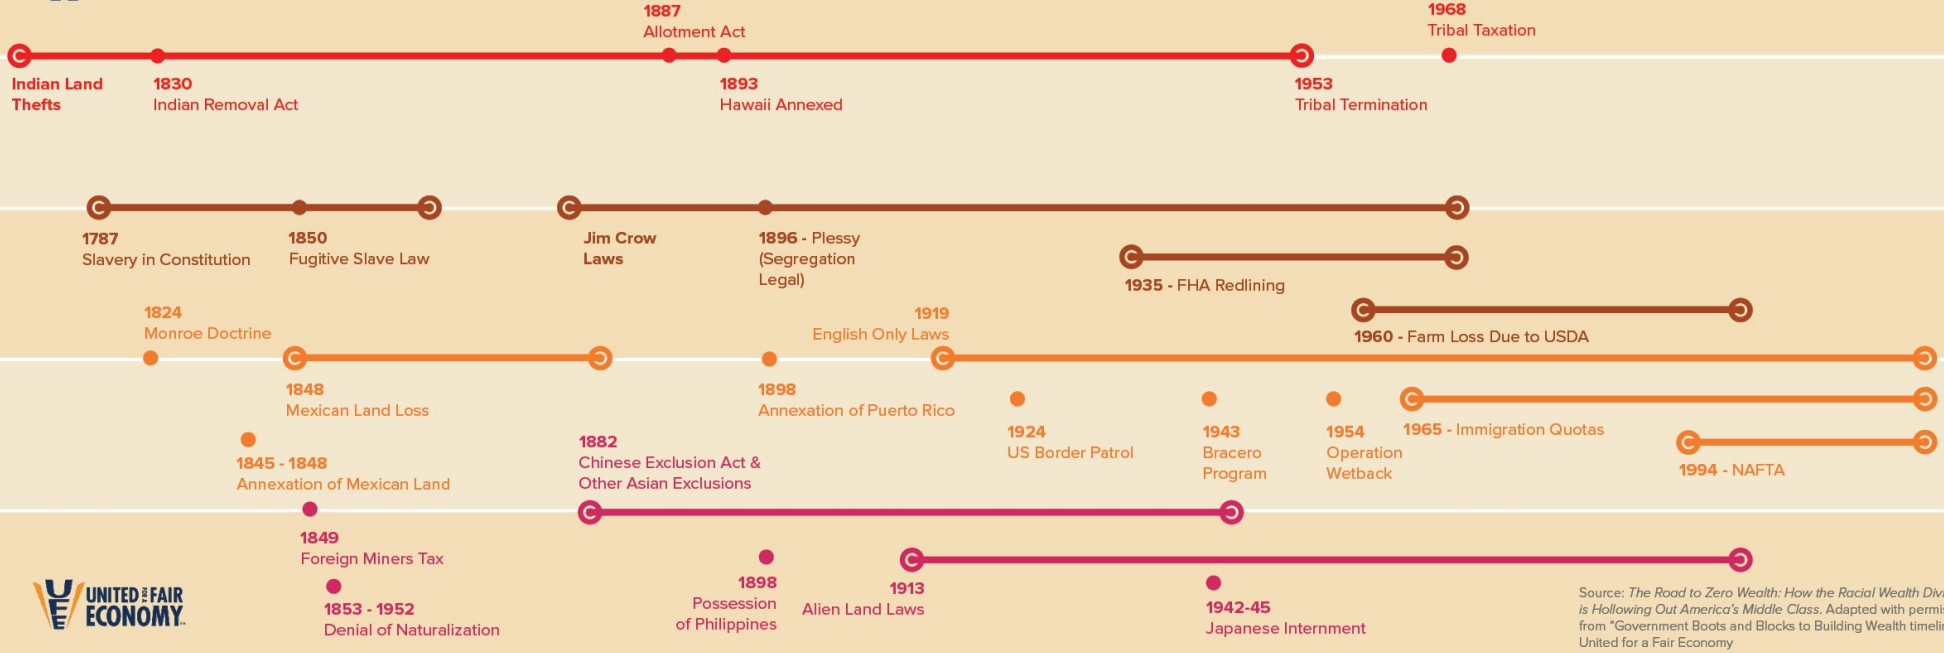 1887
Allotment Act
1968
Tribal Taxation
Indian Land
Thefts
1830
Indian Removal Act
1893
Hawaii Annexed
1953
Tribal Termination
1787
Slavery in Constitution
1850
Fugitive Slave Law
Jim Crow
Laws
1896 - Plessy
(Segregation
Legal)
1935 - FHA Redlining
1960 - Farm Loss Due to USDA
1824
Monroe Doctrine
1919
English Only Laws
1848
Mexican Land Loss
1898
Annexation of Puerto Rico
1924
US Border Patrol
1943
Bracero
Program
1954
Operation
Wetback
1965 - Immigration Quotas
1994 - NAFTA
1845 - 1848
Annexation of Mexican Land
1882
Chinese Exclusion Act &
Other Asian Exclusions
1849
Foreign Miners Tax
1853 - 1952
Denial of Naturalization
1898
Possession
of Philippines
1913
Alien Land Laws
1942-45
Japanese Internment
UFE
UNITED FOR A FAIR
ECONOMY
Source: The Road to Zero Wealth: How the Racial Wealth Divi
is Hollowing Out America's Middle Class. Adapted with permis
from "Government Boots and Blocks to Building Wealth timelin
United for a Fair Economy